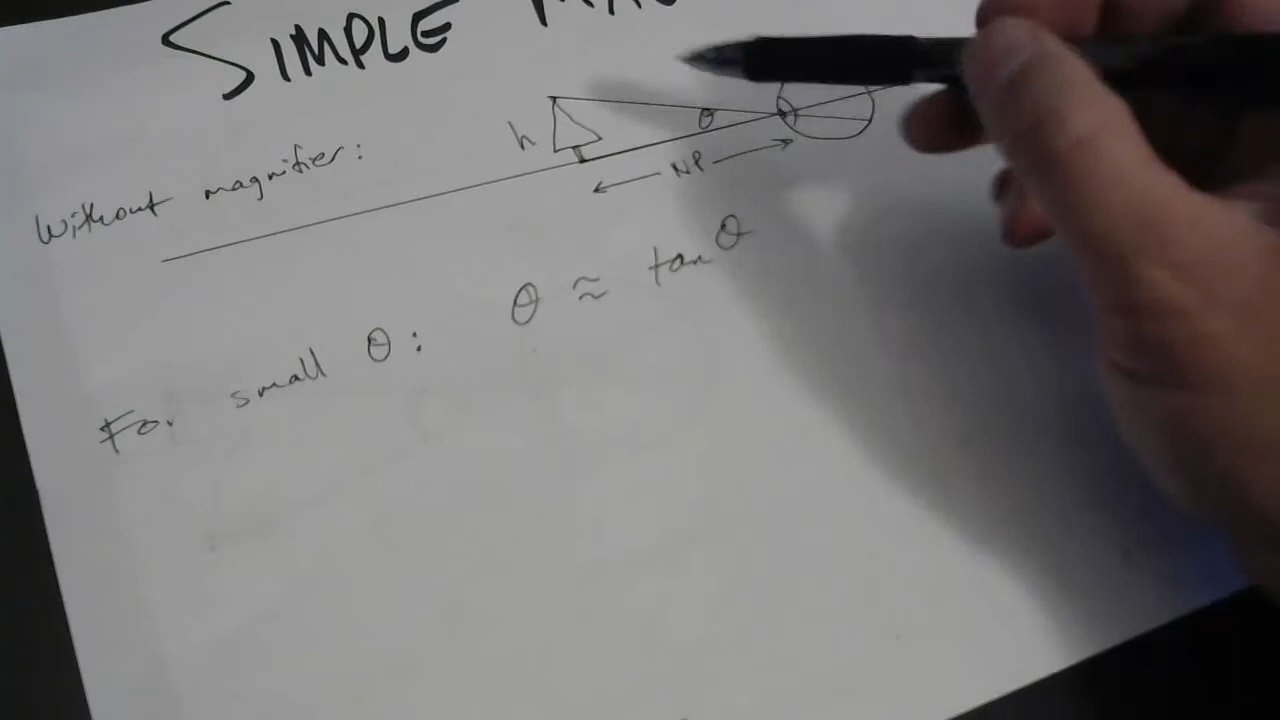 SIMPLE
Without magnifier:
h
θ
NP
For small θ: θ ≈ tan θ